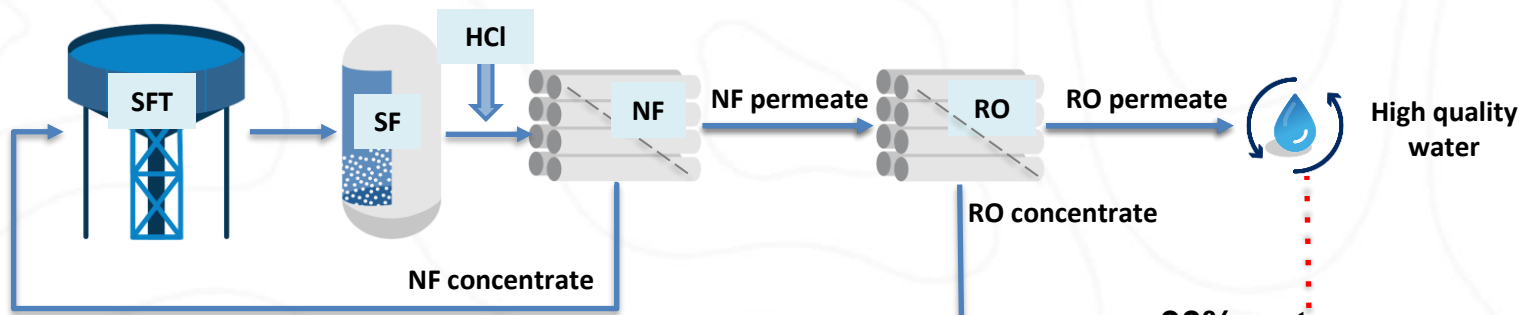 HCl
SFT
SF
NF
NF permeate
RO
RO permeate
High quality
water
RO concentrate
NF concentrate